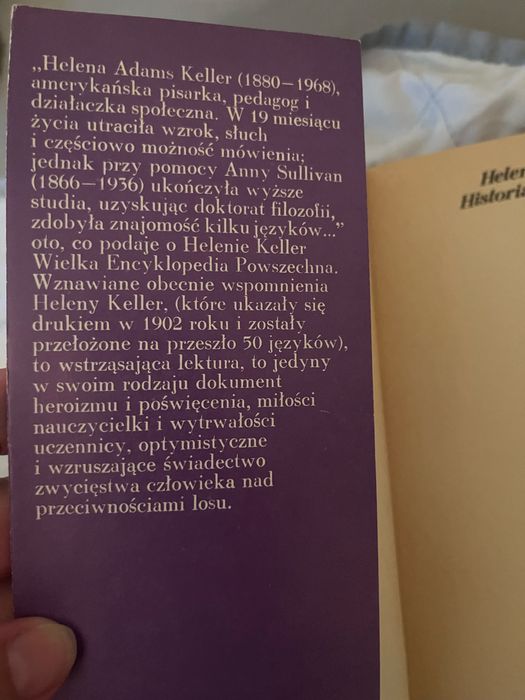 „Helena Adams Keller (1880—1968),
amerykańska pisarka, pedagog i
działaczka społeczna. W 19 miesiącu
życia utraciła wzrok, słuch
i częściowo możność mówienia;
jednak przy pomocy Anny Sullivan
(1866—1936) ukończyła wyższe
studia, uzyskując doktorat filozofii,
zdobyła znajomość kilku języków...”
oto, co podaje o Helenie Keller
Wielka Encyklopedia Powszechna.
Wznawiane obecnie wspomnienia
Heleny Keller, (które ukazały się
drukiem w 1902 roku i zostały
przełożone na przeszło 50 języków),
to wstrząsająca lektura, to jedyny
w swoim rodzaju dokument
heroizmu i poświęcenia, miłości
nauczycielki i wytrwałości
uczennicy, optymistyczne
i wzruszające świadectwo
zwycięstwa człowieka nad
przeciwnościami losu.
Helen
Historia